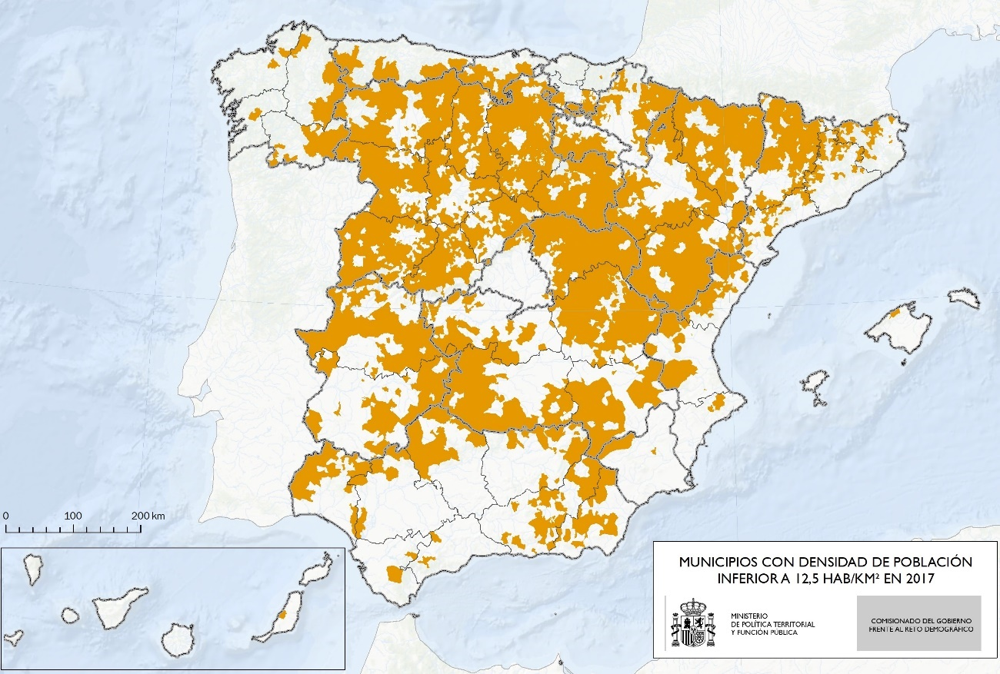 0 100 200 km
MUNICIPIOS CON DENSIDAD DE POBLACIÓN
INFERIOR A 12,5 HAB/KM² EN 2017
MINISTERIO
DE POLÍTICA TERRITORIAL
Y FUNCIÓN PÚBLICA
COMISIONADO DEL GOBIERNO
FRENTE AL RETO DEMOGRÁFICO